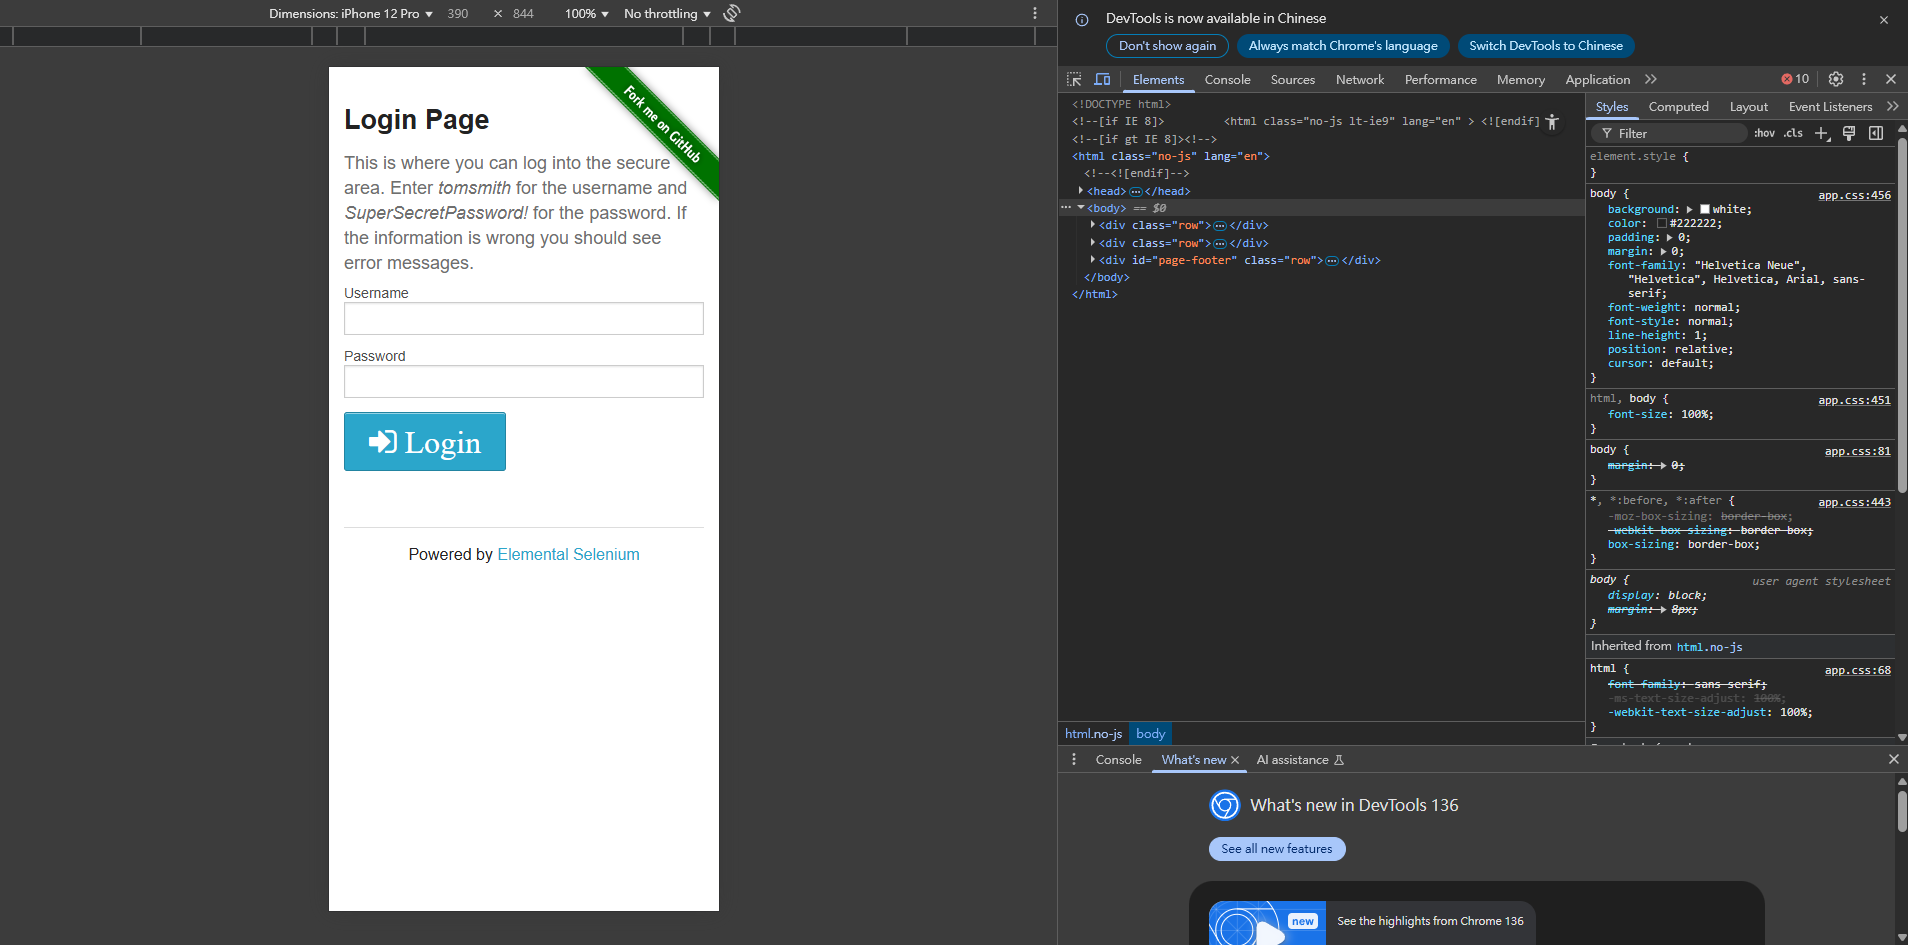 Dimensions: iPhone 12 Pro ▼ 390 × 844 100% ▼ No throttling ▼
Login Page
Fork me on GitHub
This is where you can log into the secure
area. Enter tomsmith for the username and
SuperSecretPassword! for the password. If
the information is wrong you should see
error messages.
Username
Password
Login
Powered by Elemental Selenium
DevTools is now available in Chinese
Don't show again
Always match Chrome's language
Switch DevTools to Chinese
Elements Console Sources Network Performance Memory Application 10
<!DOCTYPE html>
<!--[if IE 8]> <html class="no-js lt-ie9" lang="en" > <![endif]
<!--[if gt IE 8]><!-->
<html class="no-js" lang="en">
<!--<![endif]-->
<head>…</head>
<body> == $0
<div class="row">…</div>
<div class="row">…</div>
<div id="page-footer" class="row">…</div>
</body>
</html>
html.no-js body
Styles Computed Layout Event Listeners
Filter :hov .cls
element.style {
}
body { app.css:456
background: white;
color: #222222;
padding: 0;
margin: 0;
font-family: "Helvetica Neue",
"Helvetica", Helvetica, Arial, sans-
serif;
font-weight: normal;
font-style: normal;
line-height: 1;
position: relative;
cursor: default;
}
html, body { app.css:451
font-size: 100%;
}
body { app.css:81
margin: 0;
}
*, *:before, *:after { app.css:443
-moz-box-sizing: border-box;
-webkit-box-sizing: border-box;
box-sizing: border-box;
}
body { user agent stylesheet
display: block;
margin: 8px;
}
Inherited from html.no-js
html { app.css:68
font-family: sans-serif;
-ms-text-size-adjust: 100%;
-webkit-text-size-adjust: 100%;
}
Console What's new AI assistance
What's new in DevTools 136
See all new features
new
See the highlights from Chrome 136